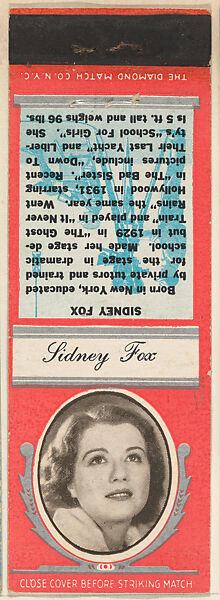 THE DIAMOND MATCH CO. N.Y.C.
SIDNEY FOX
Born in New York, educated
by private tutors and trained
for the stage in dramatic
school. Made her stage de-
but 1929 in "The Ghost
Train" and played in "It Never
Rains" the same year. Went
Hollywood in 1931, starring
in "The Bad Sister". Recent
pictures include: "Down To
Their Last Yacht" and "Liber-
ty's "School For Girls". She
is 5 ft. tall and weighs 96 lbs.
Sidney Fox
CLOSE COVER BEFORE STRIKING MATCH